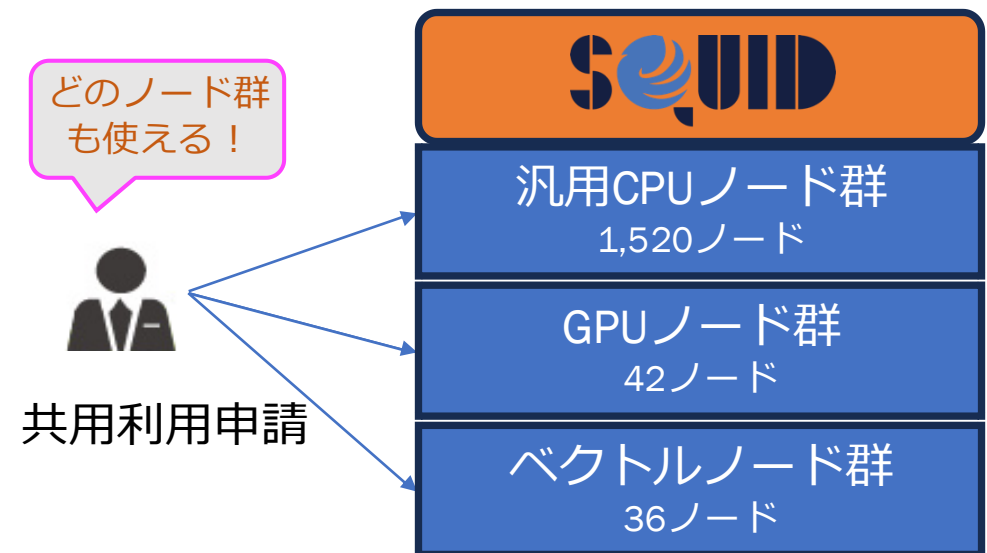 どのノード群
も使える！
SQUID
汎用CPUノード群
1,520ノード
GPUノード群
42ノード
共用利用申請
ベクトルノード群
36ノード